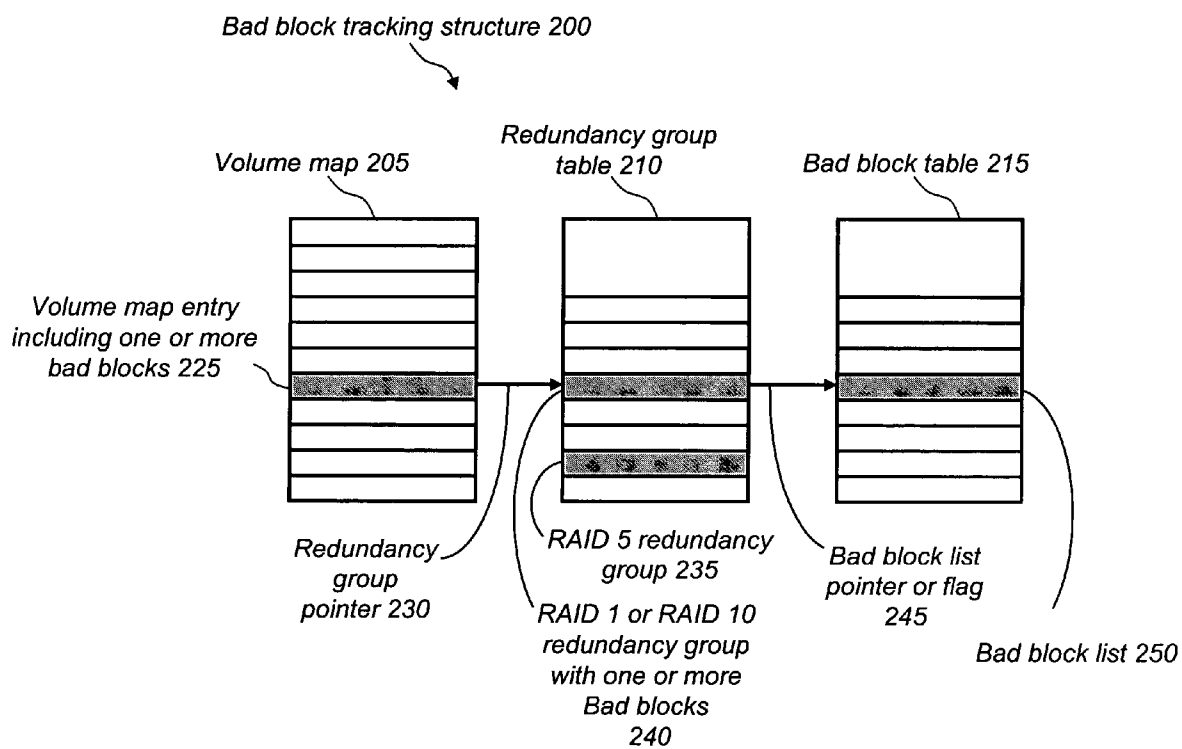 Bad block tracking structure 200
Redundancy group
table 210
Volume map 205
Bad block table 215
Volume map entry
including one or more
bad blocks 225
Redundancy
group
pointer 230
RAID 5 redundancy
group 235
RAID 1 or RAID 10
redundancy group
with one or more
Bad blocks
240
Bad block list
pointer or flag
245
Bad block list 250